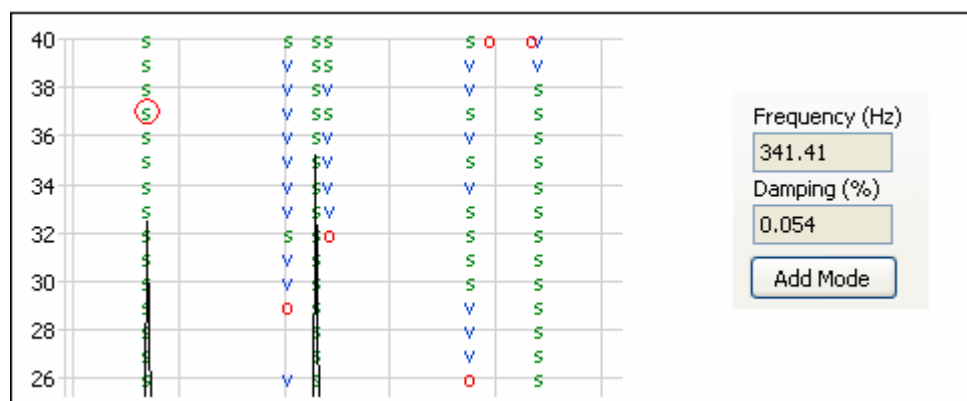 40 s s s s s o o v
s v s s v v
38 s v s v v s
s v s s s s
36 s v s v v s
s v s v s s
34 s v s v v s
s v s v s s
32 s s s o s s
s v s s s
30 s v s s s
s o s v s
28 s s v s
s s v s
26 s v s o s
Frequency (Hz)
341.41
Damping (%)
0.054
Add Mode